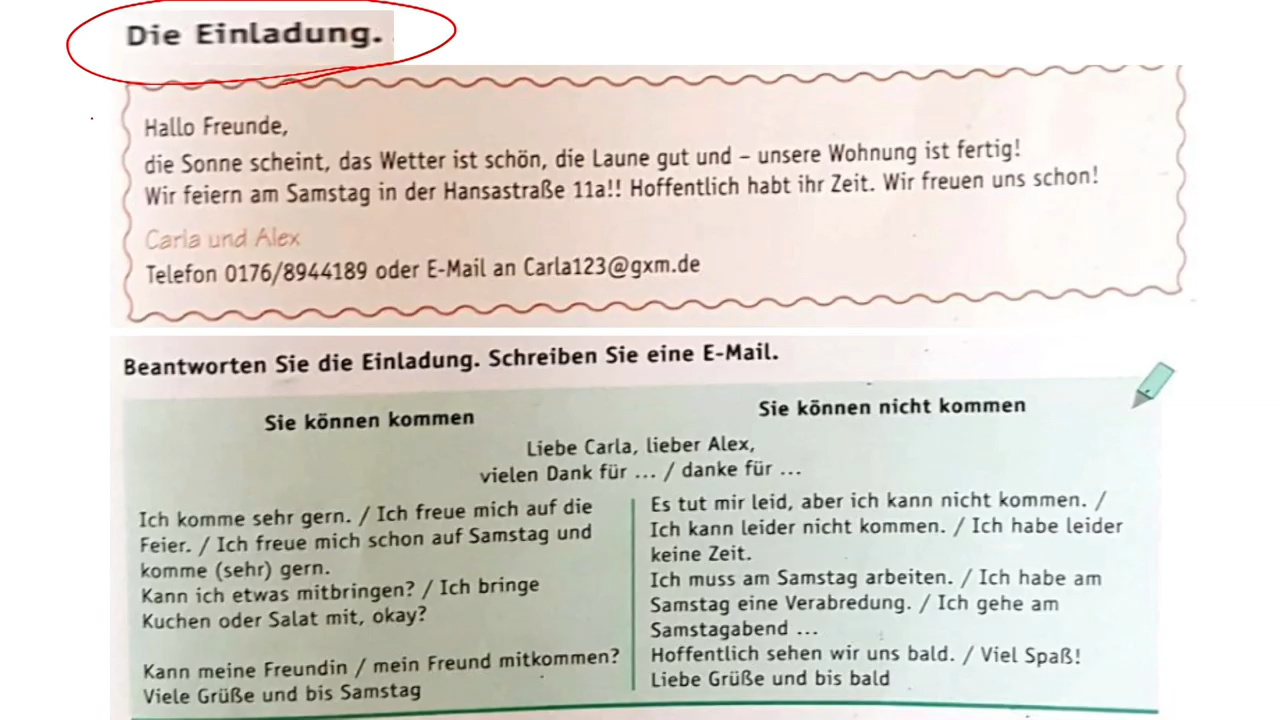 Die Einladung.
Hallo Freunde,
die Sonne scheint, das Wetter ist schön, die Laune gut und – unsere Wohnung ist fertig!
Wir feiern am Samstag in der Hansastraße 11a!! Hoffentlich habt ihr Zeit. Wir freuen uns schon!
Carla und Alex
Telefon 0176/8944189 oder E-Mail an Carla123@gxm.de
Beantworten Sie die Einladung. Schreiben Sie eine E-Mail.
Sie können kommen
Sie können nicht kommen
Liebe Carla, lieber Alex,
vielen Dank für ... / danke für ...
Ich komme sehr gern. / Ich freue mich auf die
Feier. / Ich freue mich schon auf Samstag und
komme (sehr) gern.
Kann ich etwas mitbringen? / Ich bringe
Kuchen oder Salat mit, okay?
Kann meine Freundin / mein Freund mitkommen?
Viele Grüße und bis Samstag
Es tut mir leid, aber ich kann nicht kommen. /
Ich kann leider nicht kommen. / Ich habe leider
keine Zeit.
Ich muss am Samstag arbeiten. / Ich habe am
Samstag eine Verabredung. / Ich gehe am
Samstagabend ...
Hoffentlich sehen wir uns bald. / Viel Spaß!
Liebe Grüße und bis bald